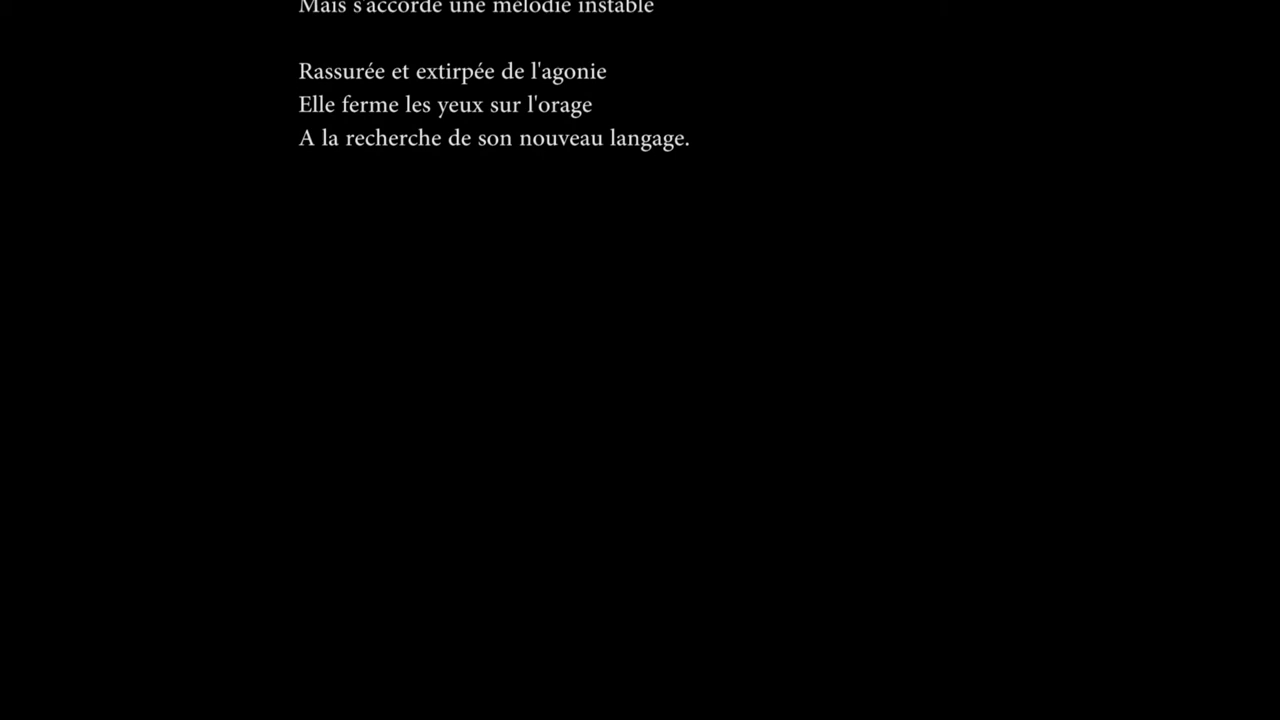 Mais s'accorde une mélodie instable
Rassurée et extirpée de l'agonie
Elle ferme les yeux sur l'orage
A la recherche de son nouveau langage.